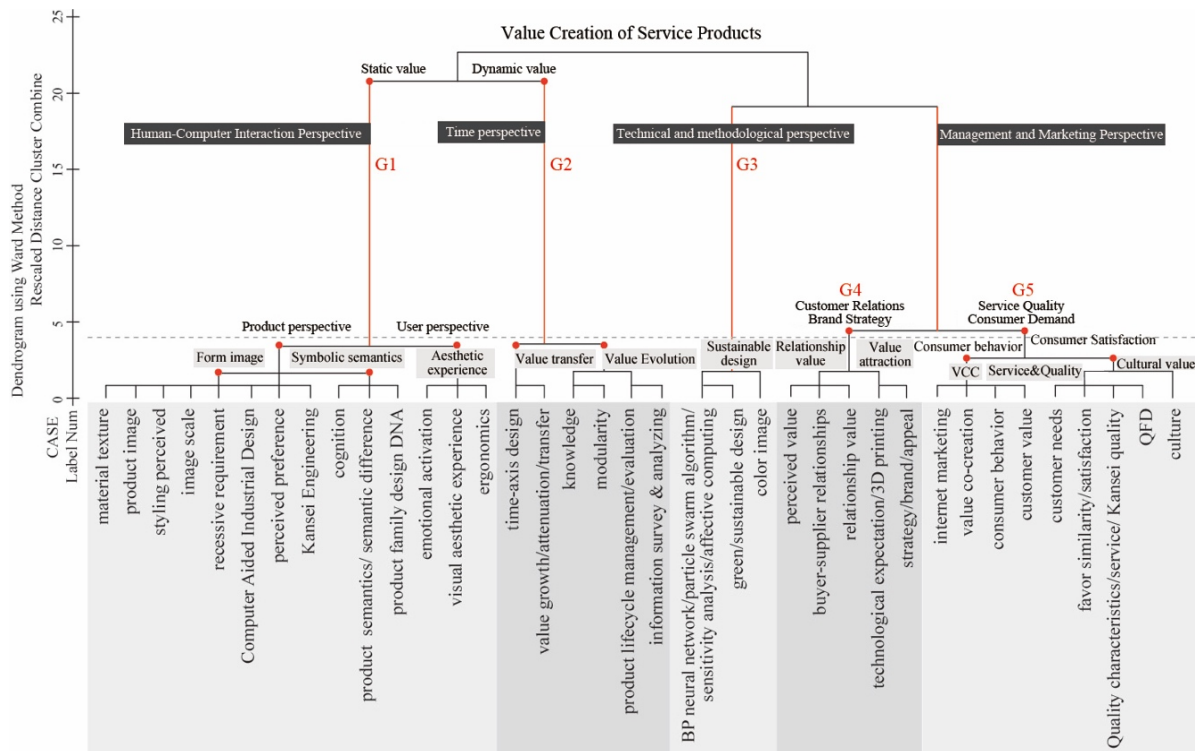 Value Creation of Service Products
Static value
Dynamic value
Human-Computer Interaction Perspective
Time perspective
Technical and methodological perspective
Management and Marketing Perspective
G1
G2
G3
G4
G5
Dendrogram using Ward Method
Rescaled Distance Cluster Combine
25
20
15
10
5
0
Customer Relations
Brand Strategy
Service Quality
Consumer Demand
Product perspective
User perspective
Form image
Symbolic semantics
Aesthetic
experience
Value transfer
Value Evolution
Sustainable
design
Relationship
value
Value
attraction
Consumer behavior
Consumer Satisfaction
VCC
Service&Quality
Cultural value
CASE
Label Num
material texture
product image
styling perceived
image scale
recessive requirement
Computer Aided Industrial Design
perceived preference
Kansei Engineering
cognition
product semantics/ semantic difference
product family design DNA
emotional activation
visual aesthetic experience
ergonomics
time-axis design
value growth/attenuation/transfer
knowledge
modularity
product lifecycle management/evaluation
information survey & analyzing
BP neural network/particle swarm algorithm/
sensitivity analysis/affective computing
green/sustainable design
color image
perceived value
buyer-supplier relationships
relationship value
technological expectation/3D printing
strategy/brand/appeal
internet marketing
value co-creation
consumer behavior
customer value
customer needs
favor similarity/satisfaction
Quality characteristics/service/ Kansei quality
QFD
culture